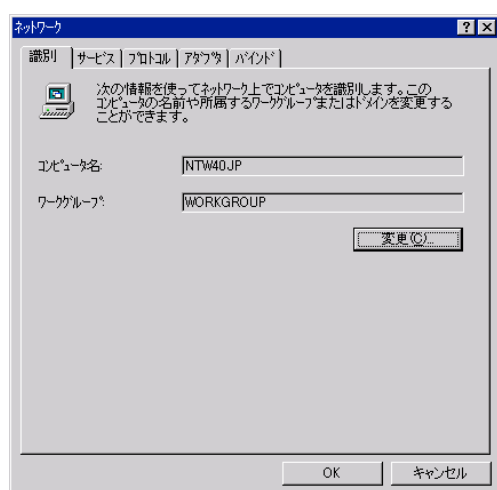 ﾈｯﾄﾜｰｸ
識別 ｻｰﾋﾞｽ ﾌﾟﾛﾄｺﾙ ｱﾀﾞﾌﾟﾀ ﾊﾞｲﾝﾄﾞ
次の情報を使ってﾈｯﾄﾜｰｸ上でｺﾝﾋﾟｭｰﾀを識別します。この
ｺﾝﾋﾟｭｰﾀの名前や所属するﾜｰｸｸﾞﾙｰﾌﾟまたはﾄﾞﾒｲﾝを変更する
ことができます。
ｺﾝﾋﾟｭｰﾀ名: NTW40JP
ﾜｰｸｸﾞﾙｰﾌﾟ: WORKGROUP
変更(C)...
OK キャンセル